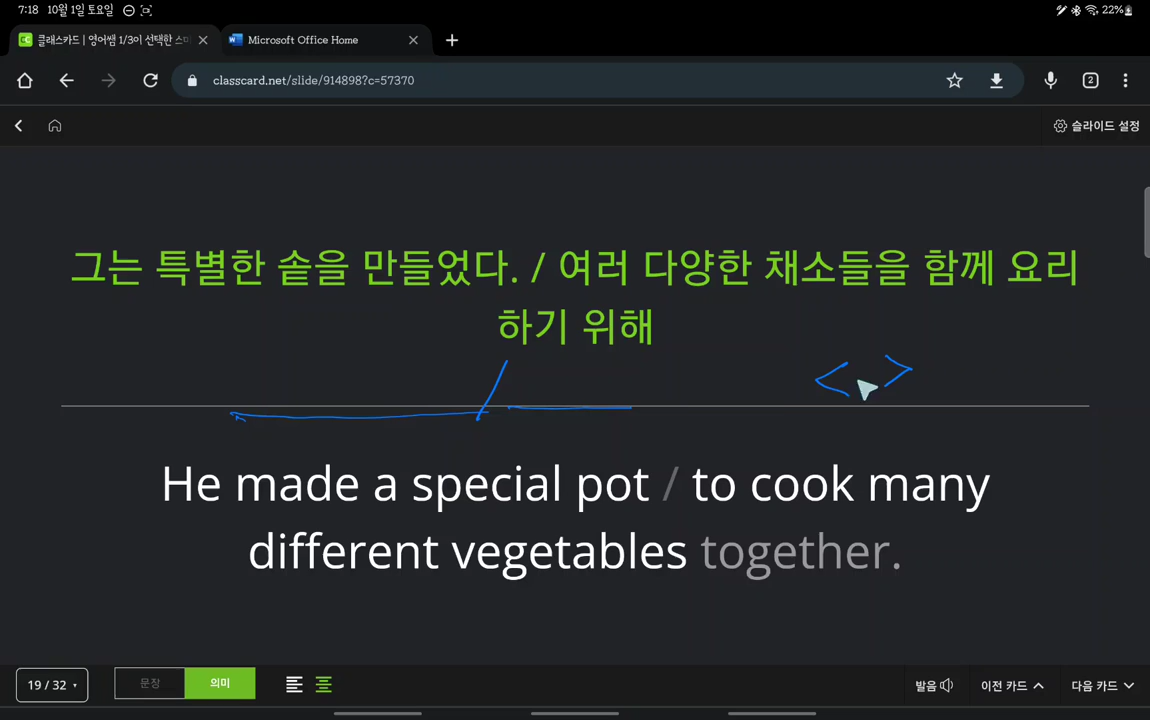 7:18 10월 1일 토요일
22%
클래스카드 | 영어쌤 1/3이 선택한 스마
Microsoft Office Home
classcard.net/slide/914898?c=57370
2
슬라이드 설정
그는 특별한 솥을 만들었다. / 여러 다양한 채소들을 함께 요리
하기 위해
< >
He made a special pot / to cook many
different vegetables together.
19 / 32
문장
의미
발음
이전 카드
다음 카드